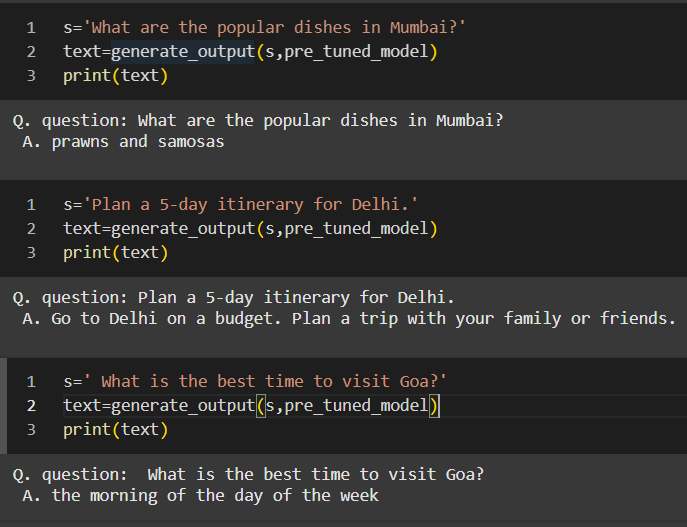 1 s='What are the popular dishes in Mumbai?'
2 text=generate_output(s,pre_tuned_model)
3 print(text)
Q. question: What are the popular dishes in Mumbai?
A. prawns and samosas
1 s='Plan a 5-day itinerary for Delhi.'
2 text=generate_output(s,pre_tuned_model)
3 print(text)
Q. question: Plan a 5-day itinerary for Delhi.
A. Go to Delhi on a budget. Plan a trip with your family or friends.
1 s=' What is the best time to visit Goa?'
2 text=generate_output(s,pre_tuned_model)
3 print(text)
Q. question:  What is the best time to visit Goa?
A. the morning of the day of the week